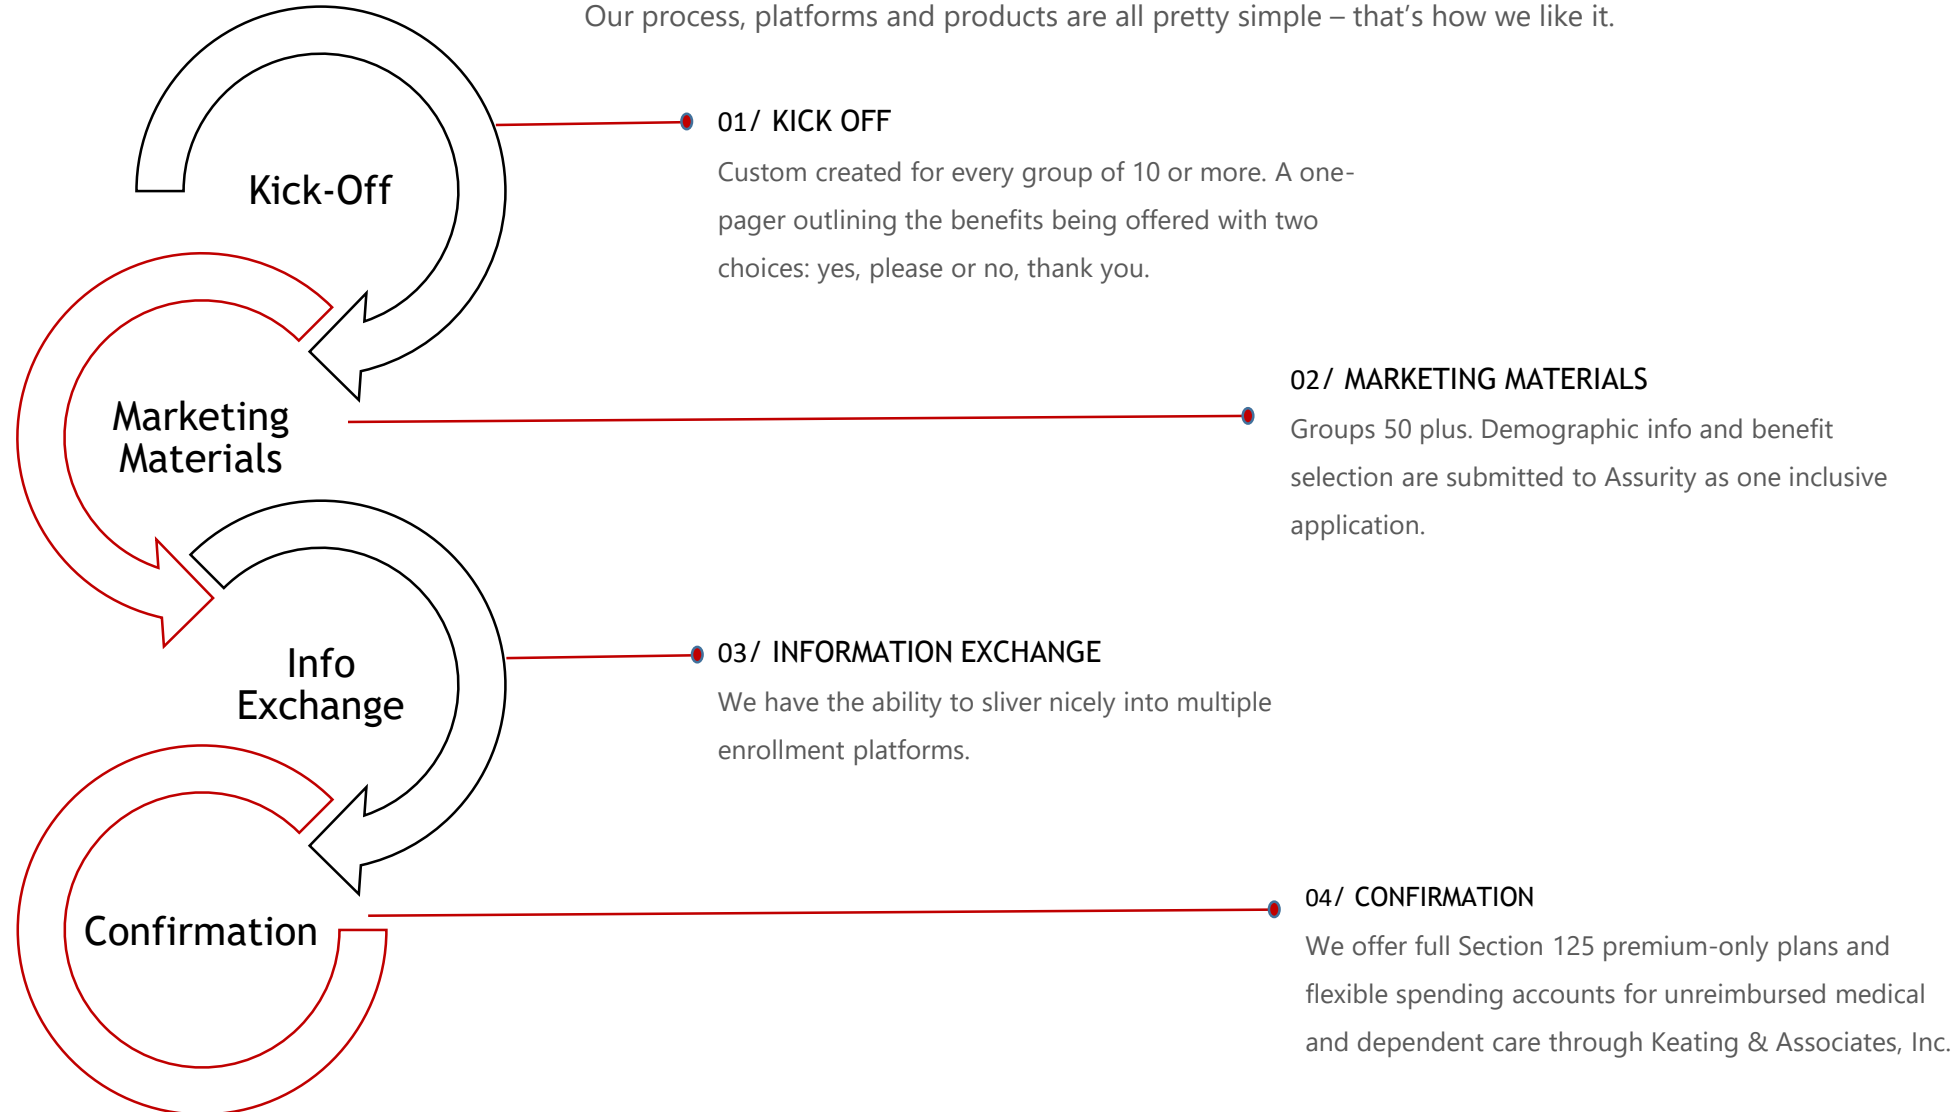 Our process, platforms and products are all pretty simple – that’s how we like it.
Kick-Off
01/ KICK OFF
Custom created for every group of 10 or more. A one-
pager outlining the benefits being offered with two
choices: yes, please or no, thank you.
Marketing
Materials
02/ MARKETING MATERIALS
Groups 50 plus. Demographic info and benefit
selection are submitted to Assurity as one inclusive
application.
Info
Exchange
03/ INFORMATION EXCHANGE
We have the ability to sliver nicely into multiple
enrollment platforms.
Confirmation
04/ CONFIRMATION
We offer full Section 125 premium-only plans and
flexible spending accounts for unreimbursed medical
and dependent care through Keating & Associates, Inc.